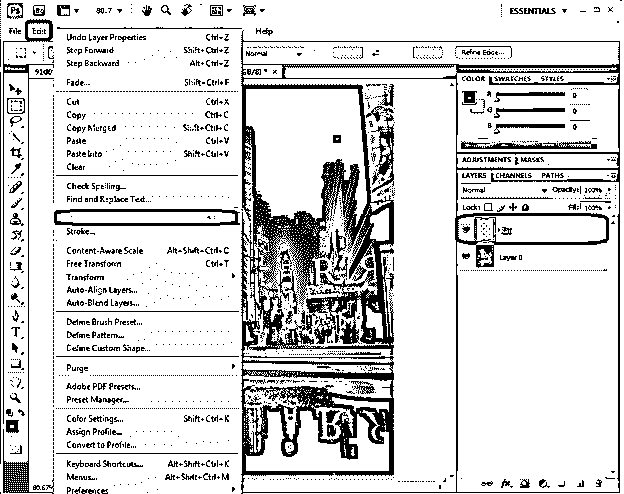 Ps Br 80.7 ESSENTIALS
File Edit Help
Normal Refine Edge...
Undo Layer Properties Ctrl+Z
Step Forward Shift+Ctrl+Z
Step Backward Alt+Ctrl+Z
Fade... Shift+Ctrl+F
Cut Ctrl+X
Copy Ctrl+C
Copy Merged Shift+Ctrl+C
Paste Ctrl+V
Paste Into Shift+Ctrl+V
Clear
Check Spelling...
Find and Replace Text...
Stroke...
Content-Aware Scale Alt+Shift+Ctrl+C
Free Transform Ctrl+T
Transform
Auto-Align Layers...
Auto-Blend Layers...
Define Brush Preset...
Define Pattern...
Define Custom Shape...
Purge
Adobe PDF Presets...
Preset Manager...
Color Settings... Shift+Ctrl+K
Assign Profile...
Convert to Profile...
Keyboard Shortcuts... Alt+Shift+Ctrl+K
Menus... Alt+Shift+Ctrl+M
Preferences
COLOR SWATCHES STYLES
R 0
G 0
B 0
ADJUSTMENTS MASKS
LAYERS CHANNELS PATHS
Normal Opacity: 100%
Lock: Fill: 100%
Layer 0